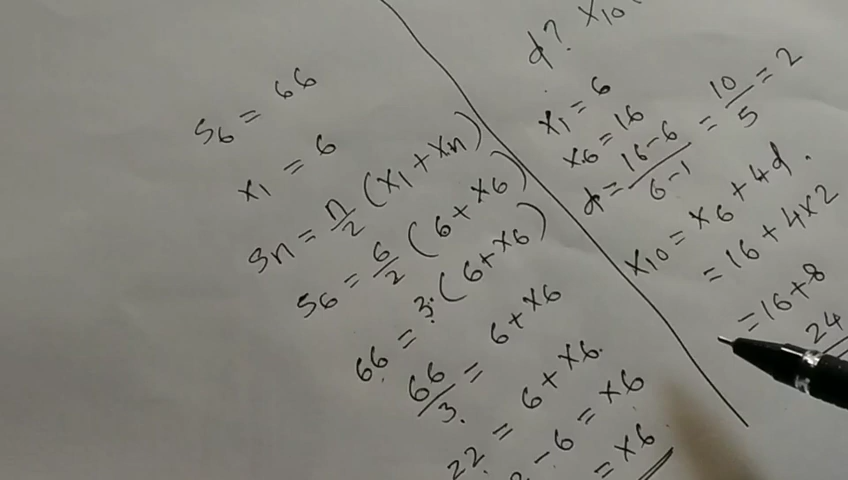 S6 = 66
x1 = 6
Sn = n/2 (x1 + xn)
S6 = 6/2 (6 + x6)
66 = 3 (6 + x6)
66/3 = 6 + x6
22 = 6 + x6
- 6 = x6
= x6
d? x10
x1 = 6
x6 = 16
d = 16-6/6-1 = 10/5 = 2
x10 = x6 + 4d.
= 16 + 4x2
= 16 + 8
24